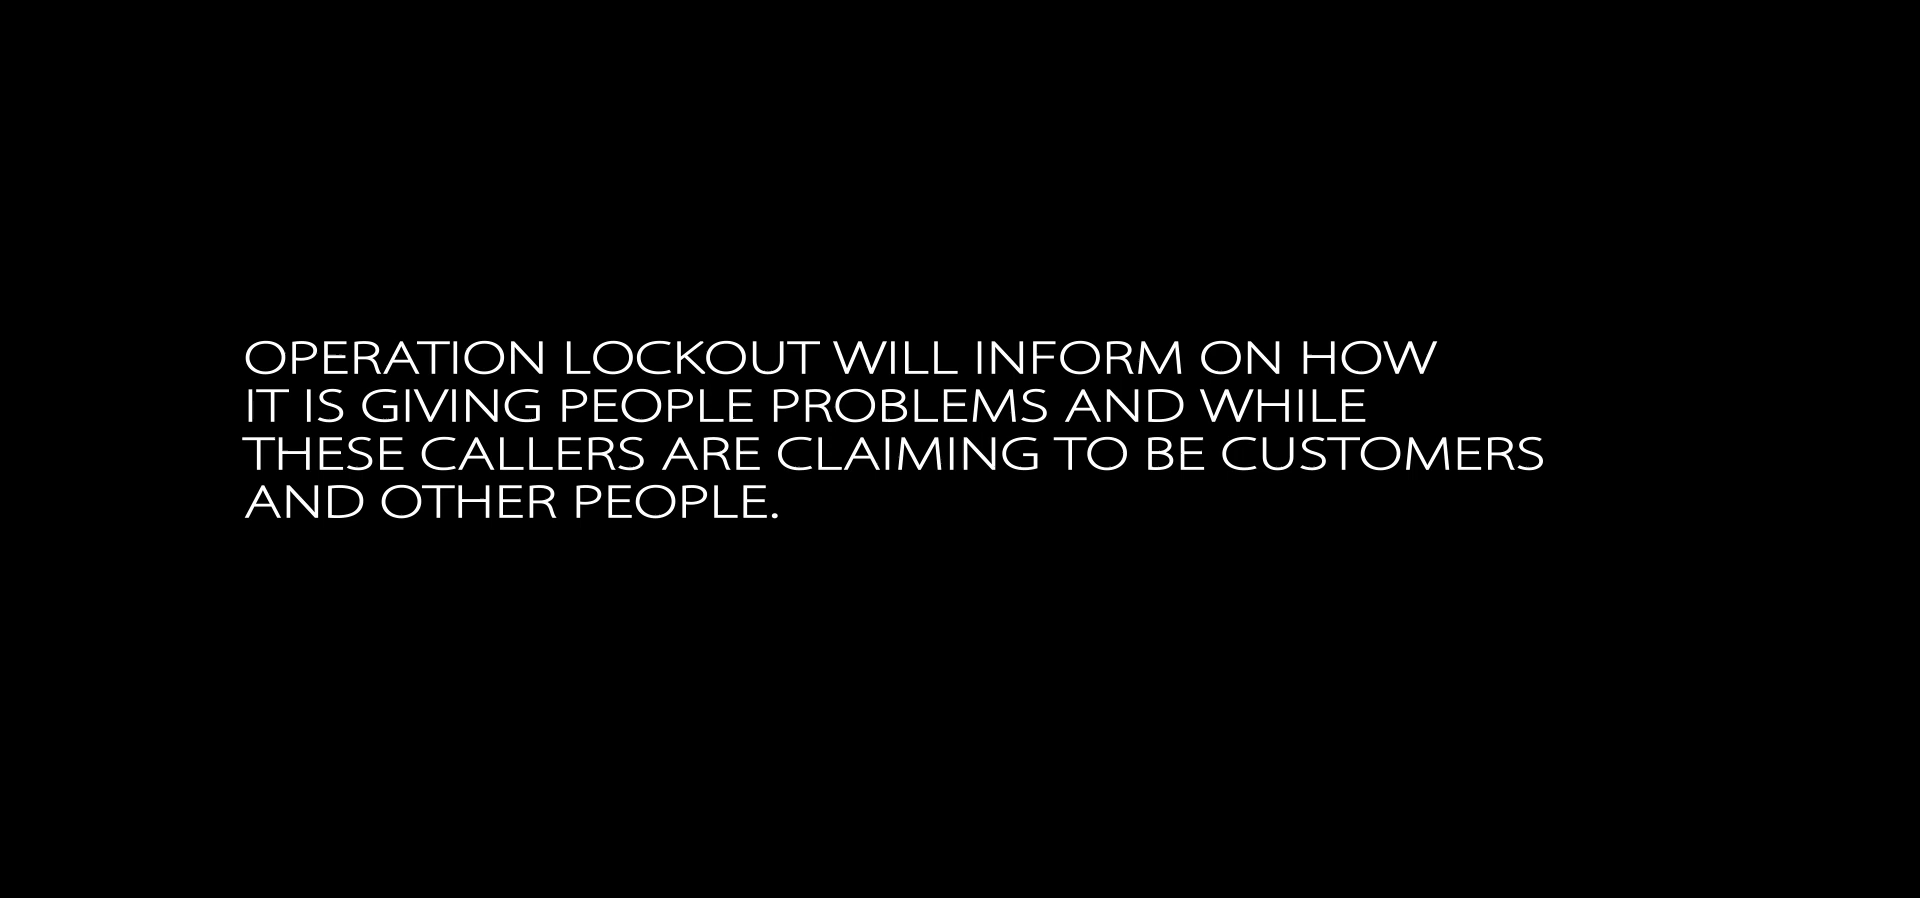 OPERATION LOCKOUT WILL INFORM ON HOW
IT IS GIVING PEOPLE PROBLEMS AND WHILE
THESE CALLERS ARE CLAIMING TO BE CUSTOMERS
AND OTHER PEOPLE.